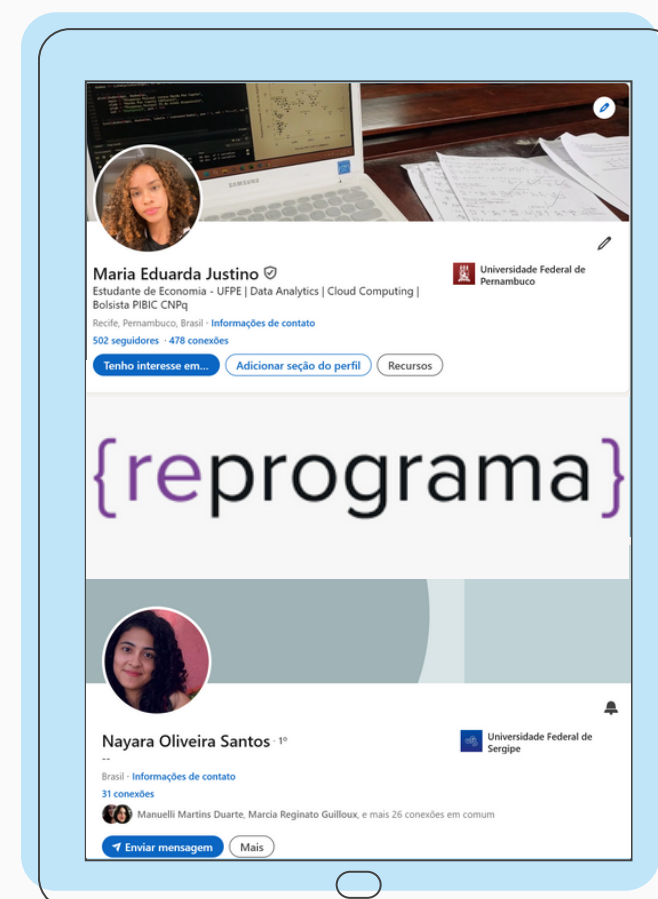 SAMSUNG
Maria Eduarda Justino
Estudante de Economia - UFPE | Data Analytics | Cloud Computing |
Bolsista PIBIC CNPq
Universidade Federal de
Pernambuco
Recife, Pernambuco, Brasil · Informações de contato
502 seguidores · 478 conexões
Tenho interesse em...
Adicionar seção do perfil
Recursos
{reprograma}
Nayara Oliveira Santos · 1º
--
Universidade Federal de
Sergipe
Brasil · Informações de contato
31 conexões
Manuelli Martins Duarte, Marcia Reginato Guilloux, e mais 26 conexões em comum
Enviar mensagem
Mais